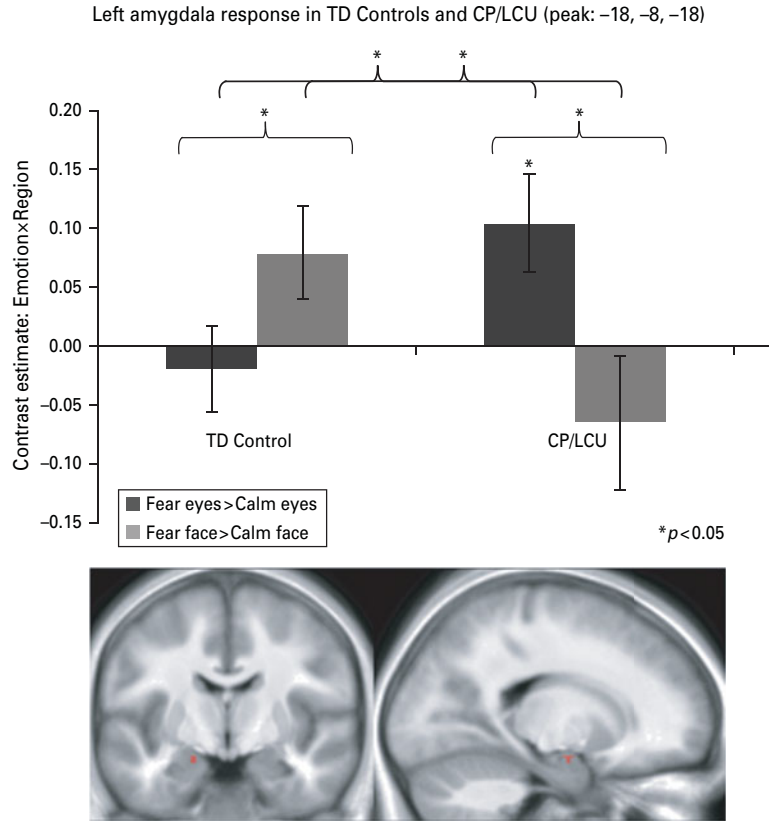 Left amygdala response in TD Controls and CP/LCU (peak: –18, –8, –18)
* *
* *
*
Contrast estimate: Emotion×Region
0.20
0.15
0.10
0.05
0.00
–0.05
–0.10
–0.15
TD Control CP/LCU
Fear eyes>Calm eyes
Fear face>Calm face
*p<0.05